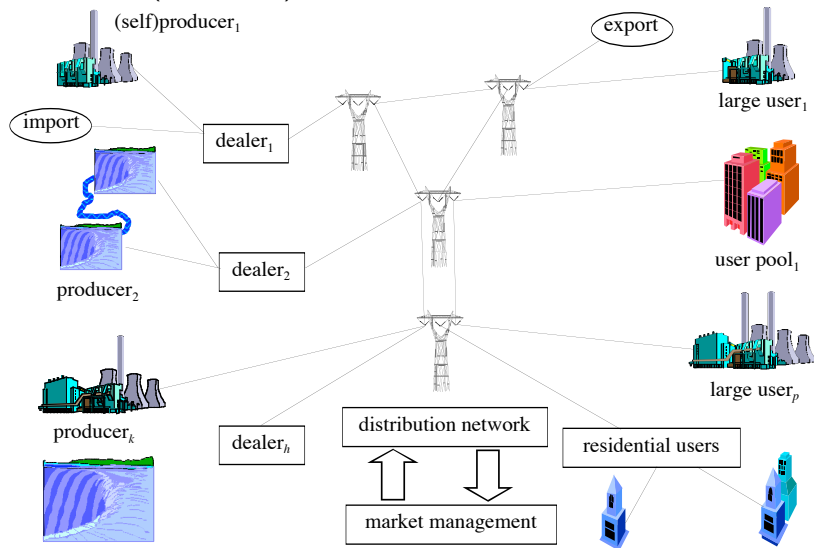 (self)producer₁
export
large user₁
import
dealer₁
user pool₁
dealer₂
producer₂
large userₚ
producerₖ
dealerₕ
distribution network
residential users
market management